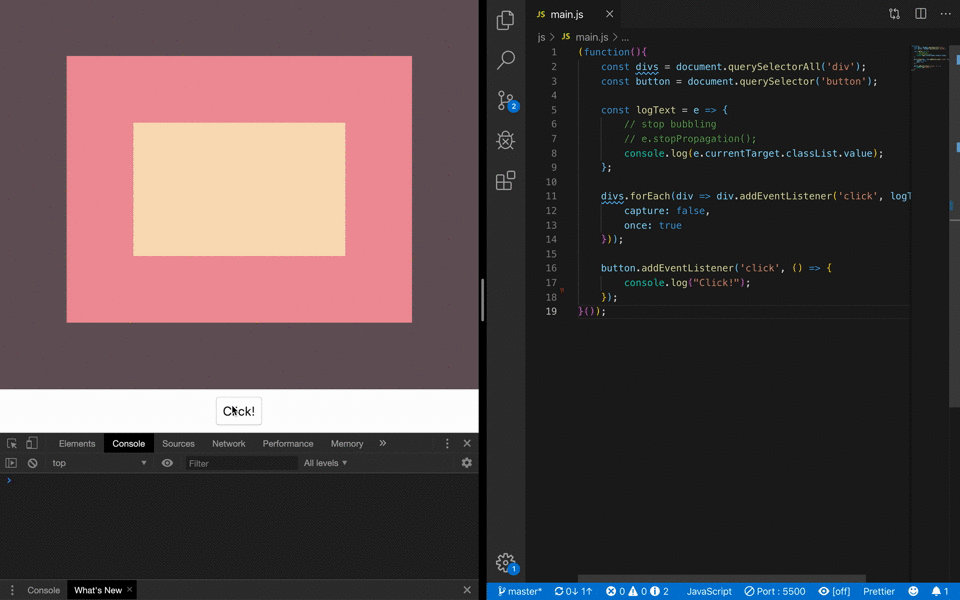 Click!
Elements Console Sources Network Performance Memory »
top Filter All levels
Console What's New
JS main.js
js > JS main.js > ...
1 (function(){
2 const divs = document.querySelectorAll('div');
3 const button = document.querySelector('button');
4
5 const logText = e => {
6 // stop bubbling
7 // e.stopPropagation();
8 console.log(e.currentTarget.classList.value);
9 };
10
11 divs.forEach(div => div.addEventListener('click', logT
12 capture: false,
13 once: true
14 }));
15
16 button.addEventListener('click', () => {
17 console.log("Click!");
18 });
19 }());
2
1
master* 0↓ 1↑ 0 0 2 JavaScript Port : 5500 [off] Prettier 1